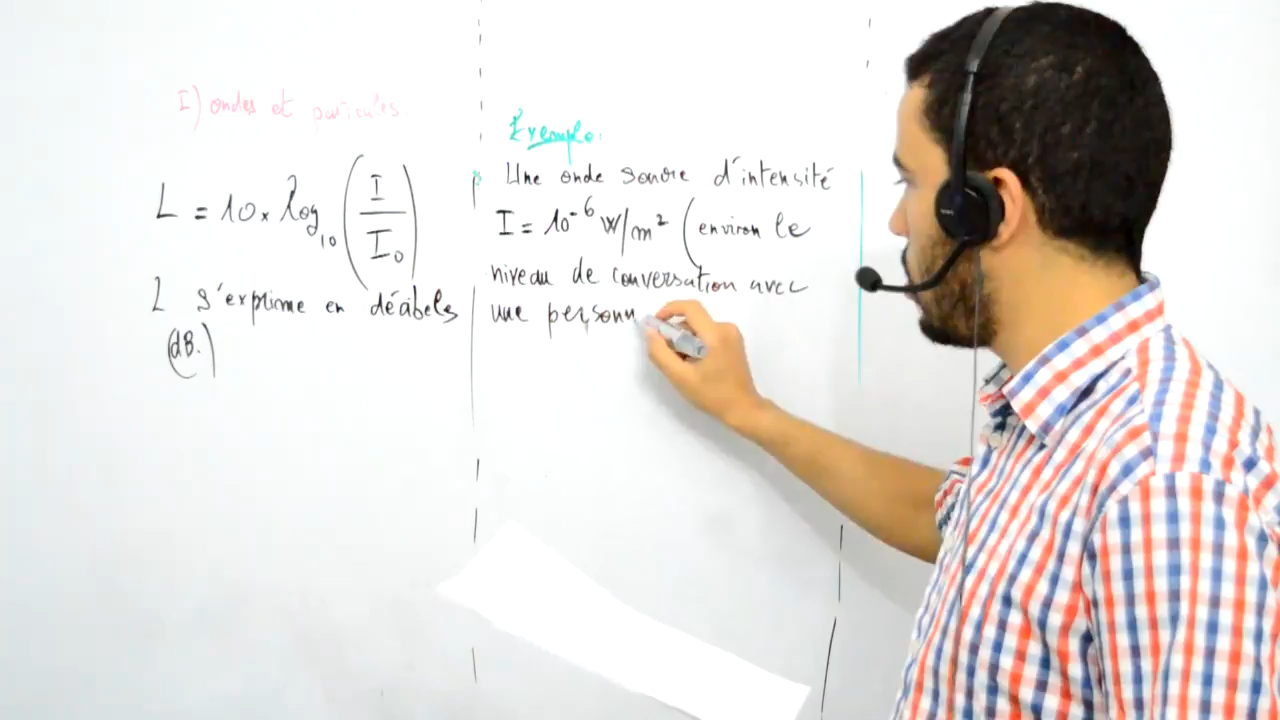 I) ondes et particules
L = 10 × log₁₀ (I / I₀)
L s'exprime en décibels
(dB.)
Exemple:
Une onde sonore d'intensité
I = 10⁻⁶ W/m² (environ le
niveau de conversation avec
une personn